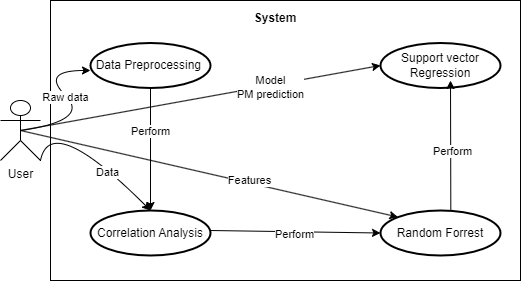 System
Data Preprocessing
Support vector
Regression
Model
PM prediction
Raw data
Perform
Perform
User
Data
Features
Correlation Analysis
Perform
Random Forrest